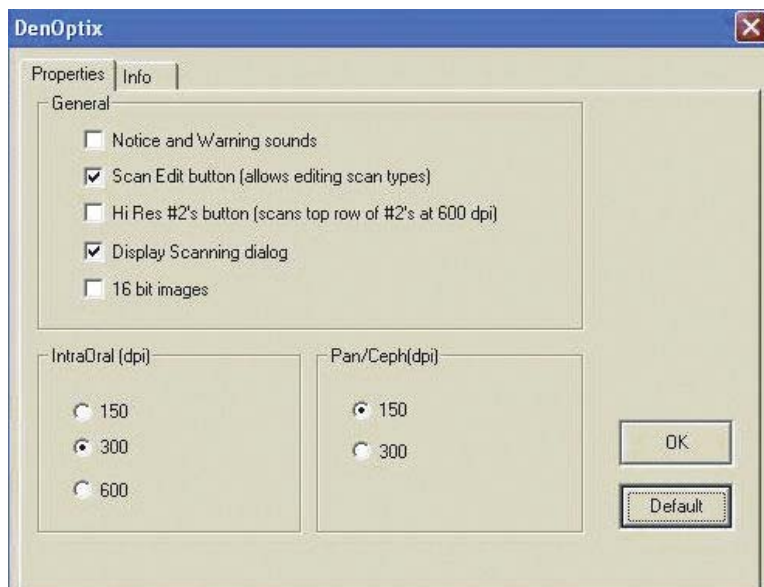 DenOptix
Properties
Info
General
Notice and Warning sounds
Scan Edit button (allows editing scan types)
Hi Res #2's button (scans top row of #2's at 600 dpi)
Display Scanning dialog
16 bit images
IntraOral (dpi)
150
300
600
Pan/Ceph(dpi)
150
300
OK
Default